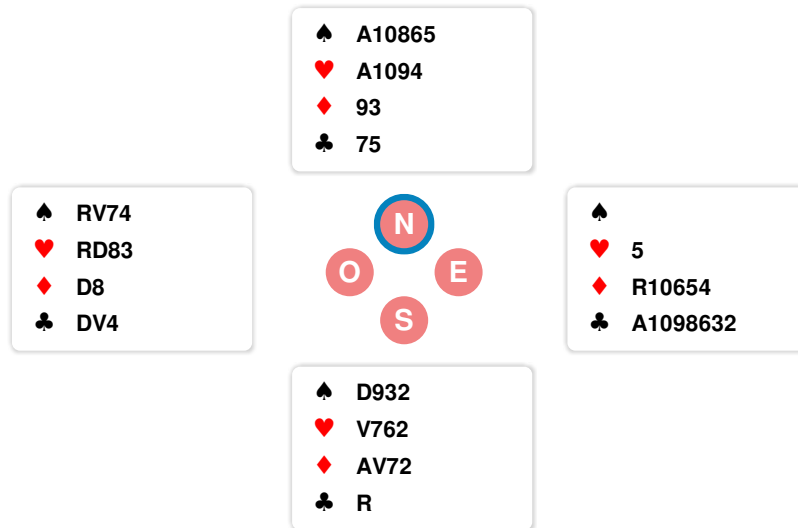 ♠ A10865
♥ A1094
♦ 93
♣ 75
♠ RV74
♥ RD83
♦ D8
♣ DV4
N
O
E
S
♠
♥ 5
♦ R10654
♣ A1098632
♠ D932
♥ V762
♦ AV72
♣ R